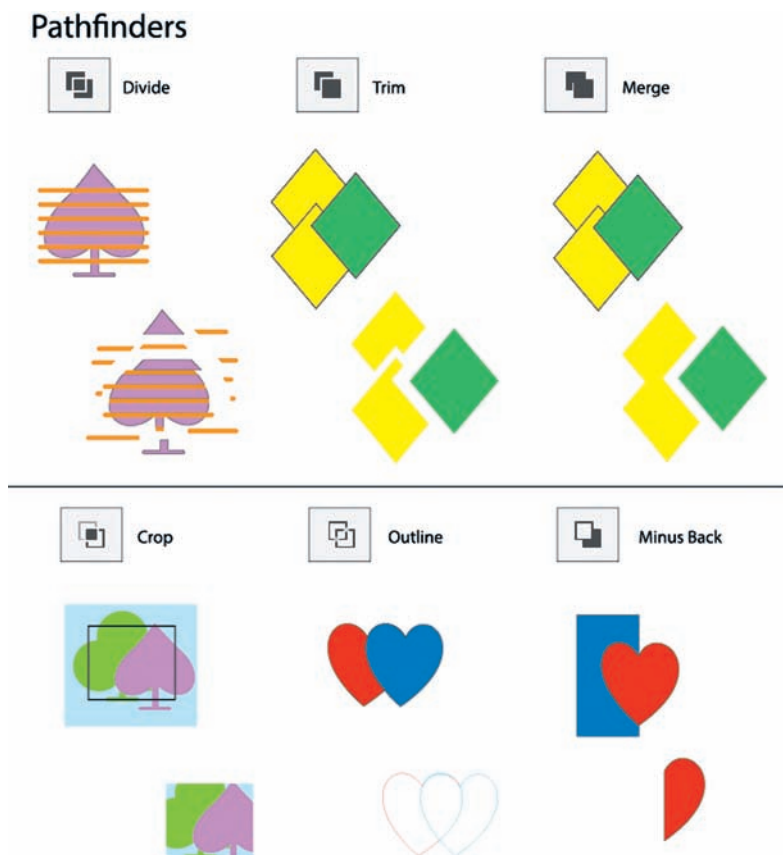 Pathfinders
Divide
Trim
Merge
Crop
Outline
Minus Back